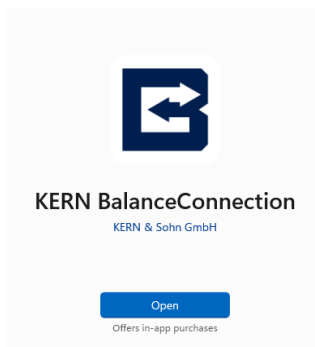 KERN BalanceConnection
KERN & Sohn GmbH
Open
Offers in-app purchases